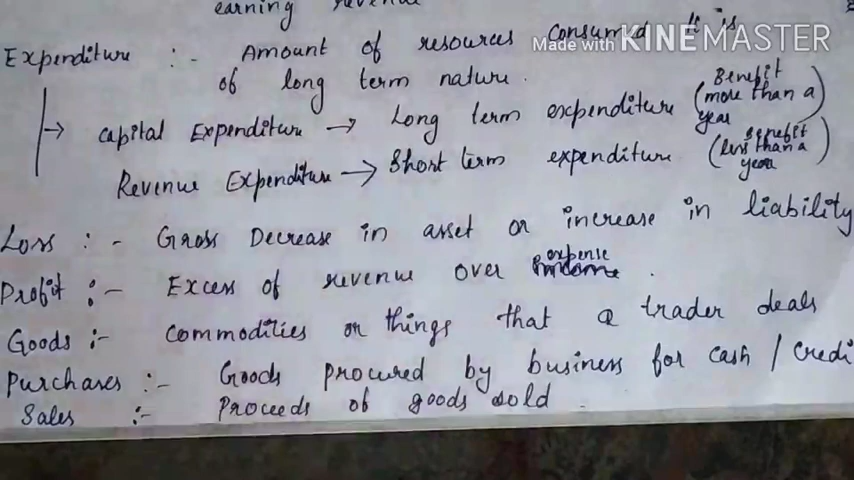 earning revenue
Expenditure :- Amount of resources consumed It is
of long term nature.
Capital Expenditure → Long term expenditure (Benefit more than a year)
Revenue Expenditure → Short term expenditure (Benefit less than a year)
Loss :- Gross Decrease in asset or increase in liability
Profit :- Excess of revenue over expense.
Goods :- Commodities or things that a trader deals
Purchases :- Goods procured by business for cash / credi
Sales :- Proceeds of goods sold.
Made with KINEMASTER